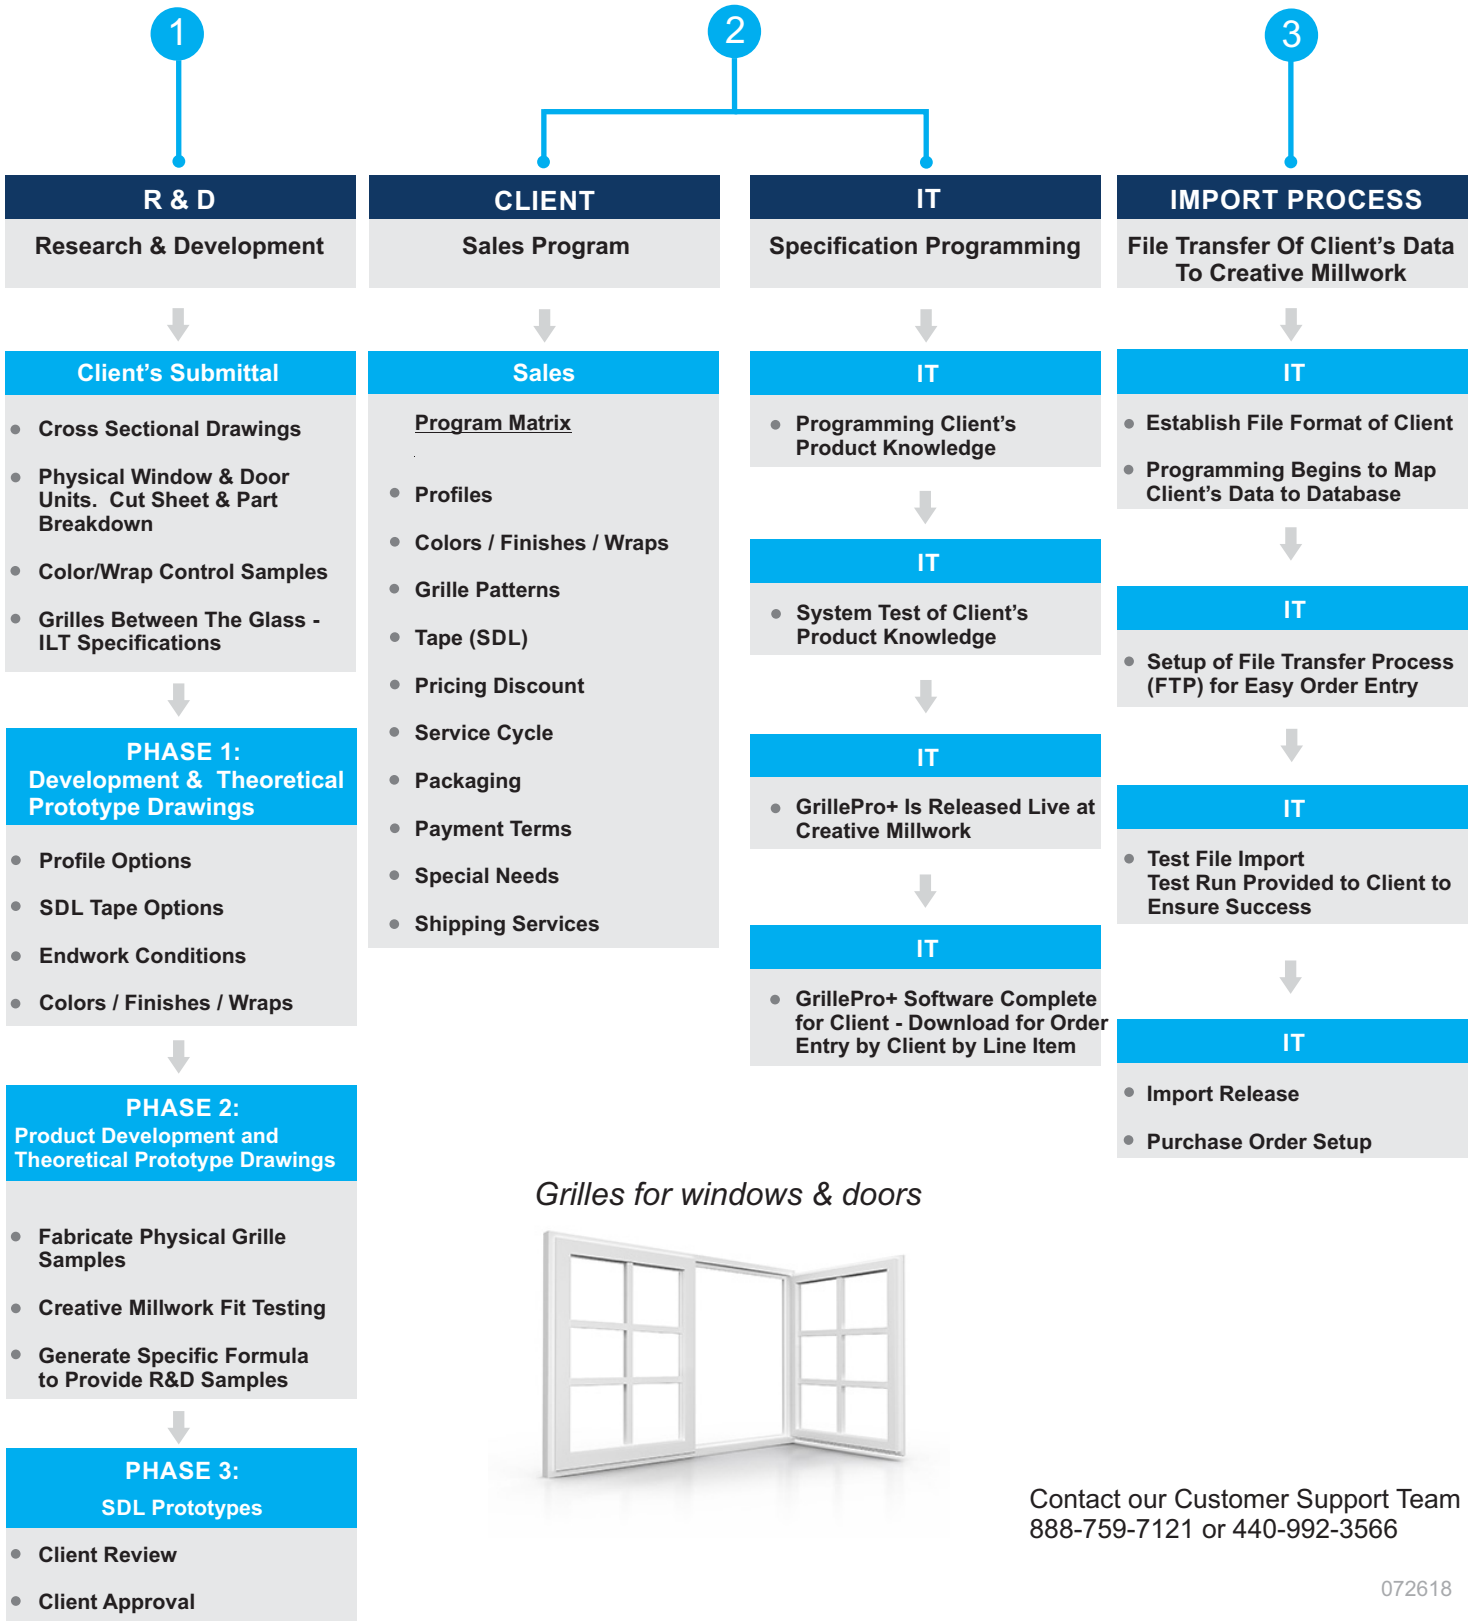 1
2
3
R & D
Research & Development
Client's Submittal
Cross Sectional Drawings
Physical Window & Door
Units.  Cut Sheet & Part
Breakdown
Color/Wrap Control Samples
Grilles Between The Glass -
ILT Specifications
PHASE 1:
Development &  Theoretical
Prototype Drawings
Profile Options
SDL Tape Options
Endwork Conditions
Colors / Finishes / Wraps
PHASE 2:
Product Development and
Theoretical Prototype Drawings
Fabricate Physical Grille
Samples
Creative Millwork Fit Testing
Generate Specific Formula
to Provide R&D Samples
PHASE 3:
SDL Prototypes
Client Review
Client Approval
CLIENT
Sales Program
Sales
Program Matrix
Profiles
Colors / Finishes / Wraps
Grille Patterns
Tape (SDL)
Pricing Discount
Service Cycle
Packaging
Payment Terms
Special Needs
Shipping Services
IT
Specification Programming
IT
Programming Client's
Product Knowledge
IT
System Test of Client's
Product Knowledge
IT
GrillePro+ Is Released Live at
Creative Millwork
IT
GrillePro+ Software Complete
for Client - Download for Order
Entry by Client by Line Item
IMPORT PROCESS
File Transfer Of Client's Data
To Creative Millwork
IT
Establish File Format of Client
Programming Begins to Map
Client's Data to Database
IT
Setup of File Transfer Process
(FTP) for Easy Order Entry
IT
Test File Import
Test Run Provided to Client to
Ensure Success
IT
Import Release
Purchase Order Setup
Grilles for windows & doors
Contact our Customer Support Team
888-759-7121 or 440-992-3566
072618